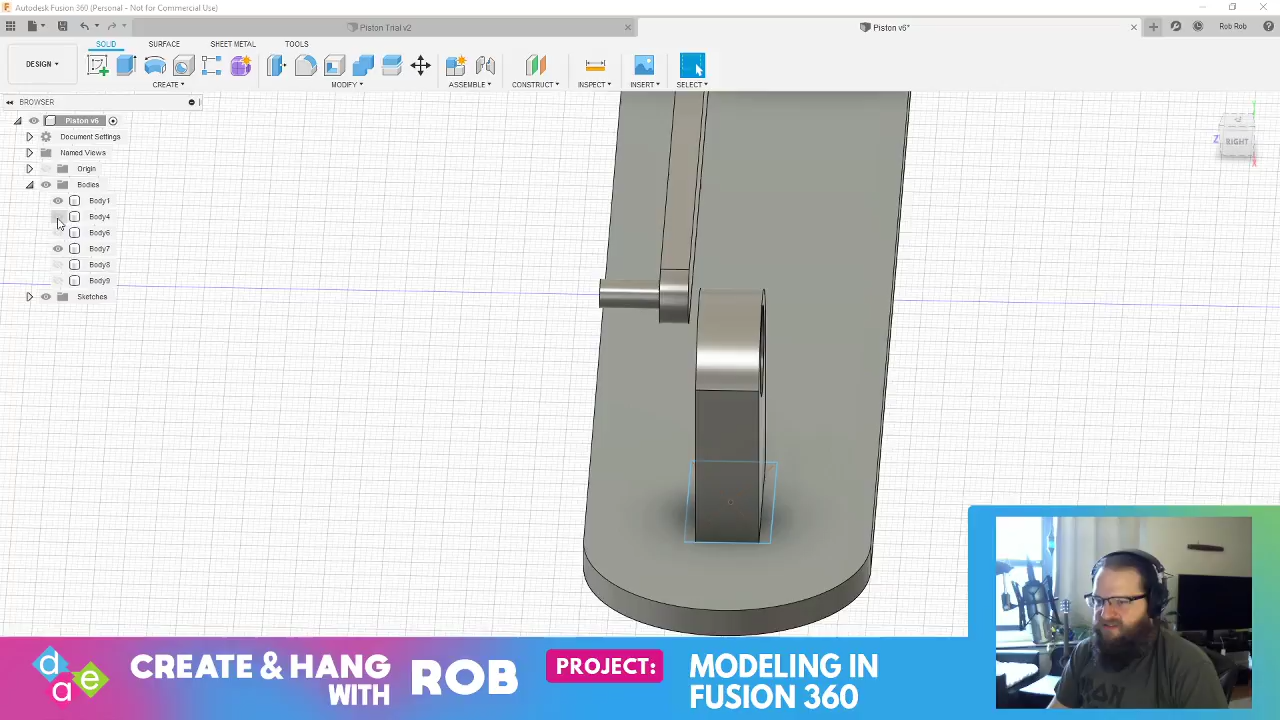 Autodesk Fusion 360 (Personal - Not for Commercial Use)
Piston Trial v2
Piston v6*
Rob Rob
SOLID
SURFACE
SHEET METAL
TOOLS
DESIGN
CREATE
MODIFY
ASSEMBLE
CONSTRUCT
INSPECT
INSERT
SELECT
BROWSER
Piston v6
Document Settings
Named Views
Origin
Bodies
Body1
Body4
Body6
Body7
Body8
Body9
Sketches
Z
RIGHT
d
a e
CREATE & HANG
WITH
ROB
PROJECT:
MODELING IN
FUSION 360